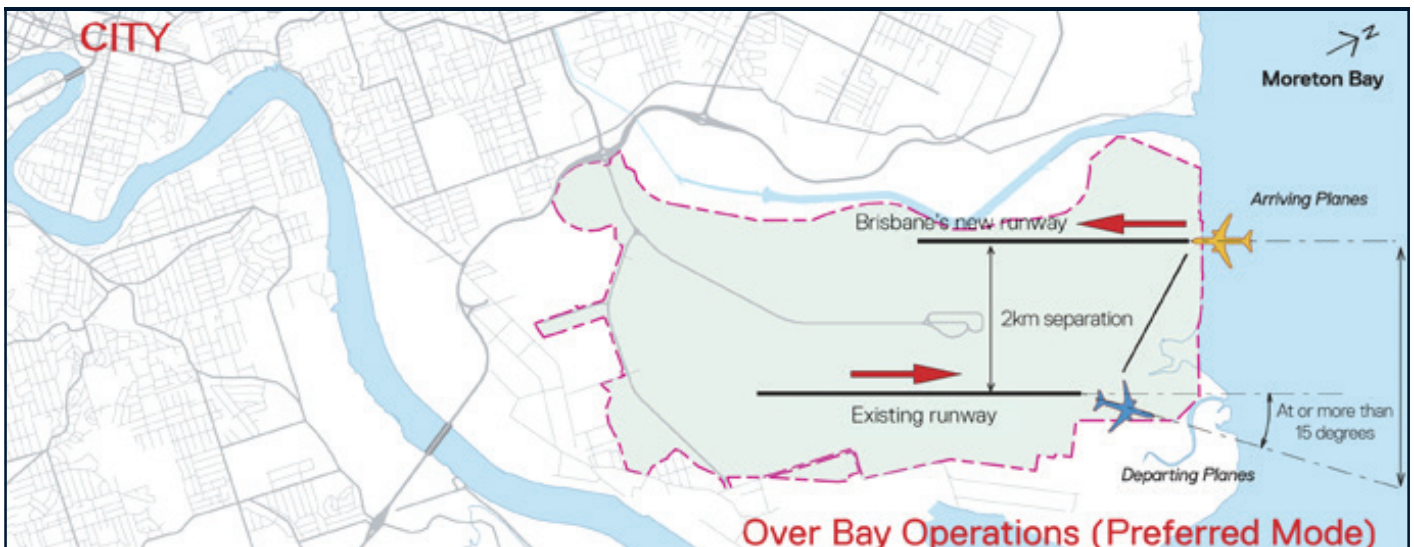 CITY
Z
Moreton Bay
Arriving Planes
Brisbane's new runway
2km separation
Existing runway
At or more than
15 degrees
Departing Planes
Over Bay Operations (Preferred Mode)